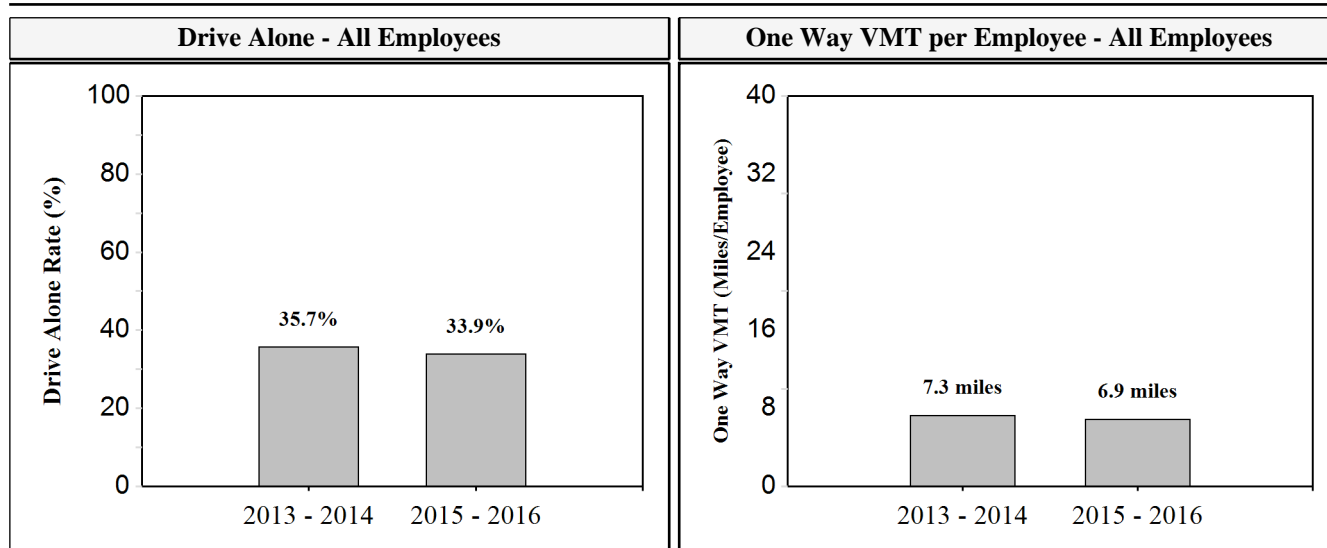 Drive Alone - All Employees
One Way VMT per Employee - All Employees
Drive Alone Rate (%)
100
80
60
40
20
0
35.7%
33.9%
2013 - 2014
2015 - 2016
One Way VMT (Miles/Employee)
40
32
24
16
8
0
7.3 miles
6.9 miles
2013 - 2014
2015 - 2016